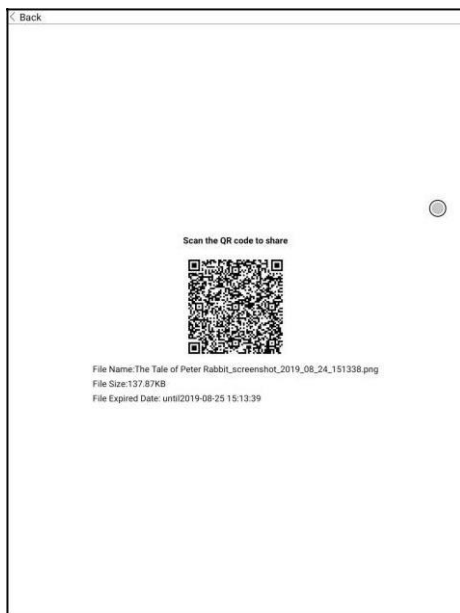 Back
Scan the QR code to share
File Name:The Tale of Peter Rabbit_screenshot_2019_08_24_151338.png
File Size:137.87KB
File Expired Date: until2019-08-25 15:13:39